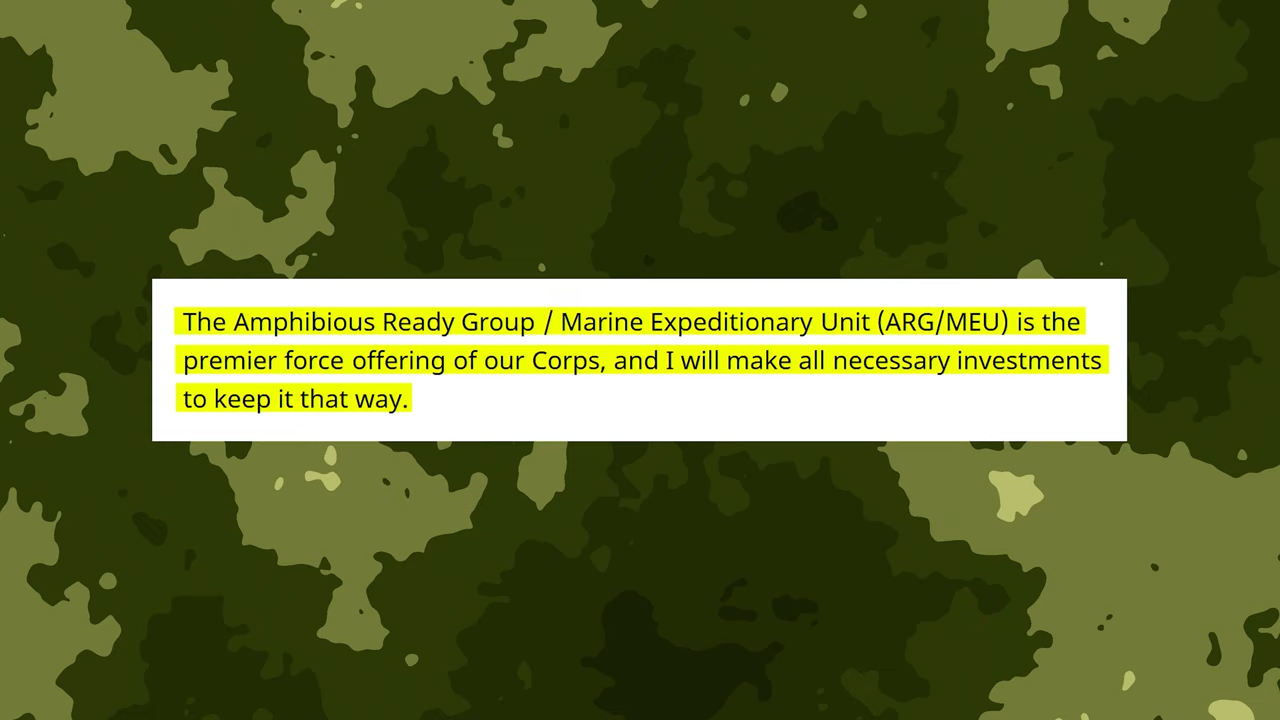 The Amphibious Ready Group / Marine Expeditionary Unit (ARG/MEU) is the
premier force offering of our Corps, and I will make all necessary investments
to keep it that way.